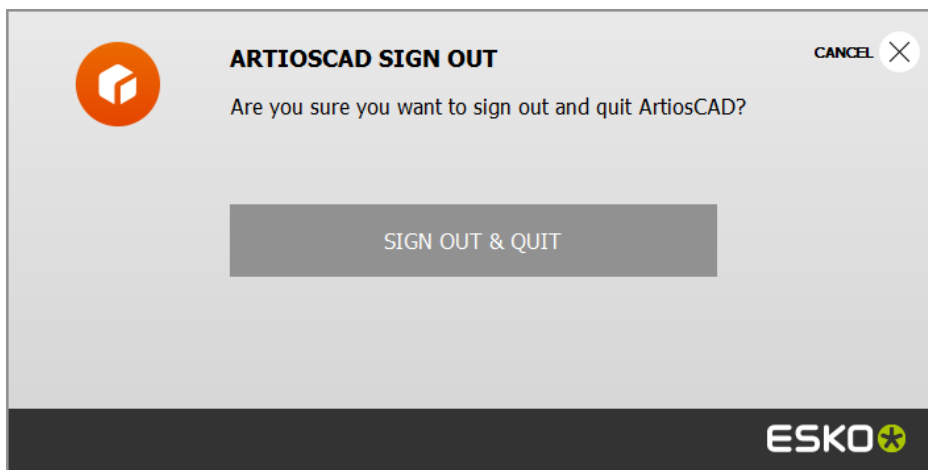 ARTIOSCAD SIGN OUT
CANCEL
Are you sure you want to sign out and quit ArtiosCAD?
SIGN OUT & QUIT
ESKO